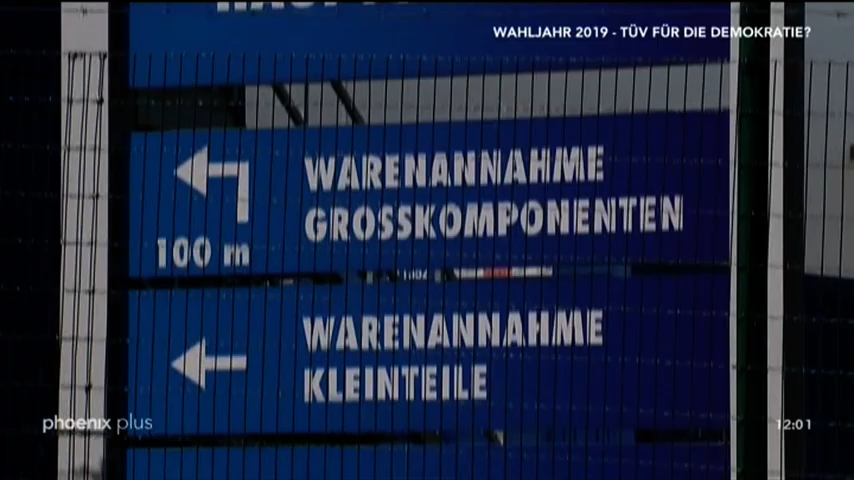 WAHLJAHR 2019 - TÜV FÜR DIE DEMOKRATIE?
WARENANNAHME
GROSSKOMPONENTEN
100 m
WARENANNAHME
KLEINTEILE
phoenix plus
12:01